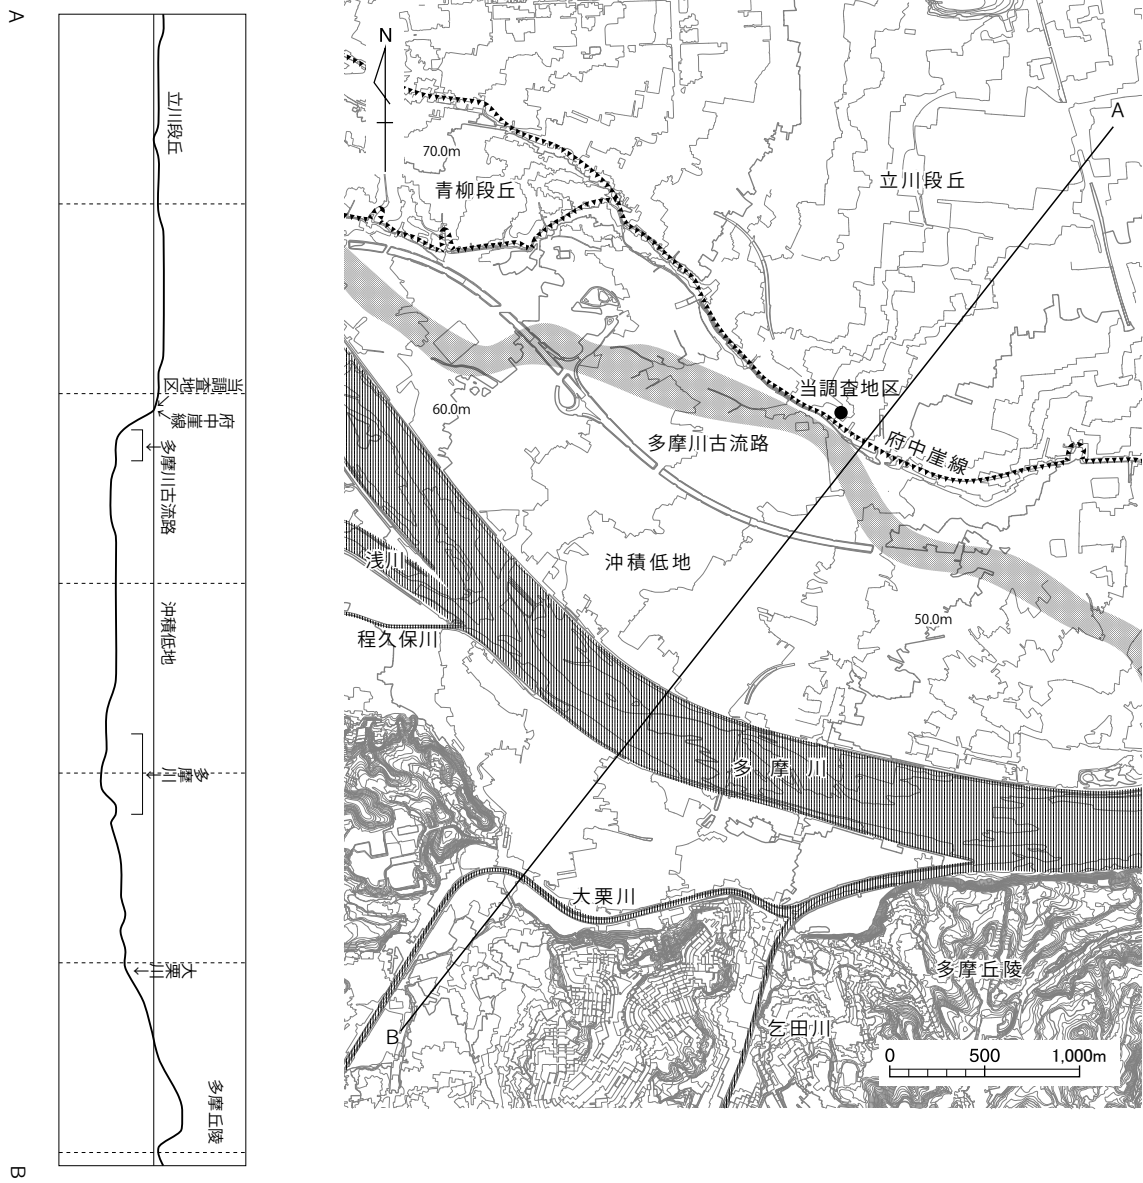 A
立川段丘
当調査地区
府中崖線
多摩川古流路
沖積低地
多摩川
大栗川
多摩丘陵
B
N
A
70.0m
青柳段丘
立川段丘
当調査地区
60.0m
多摩川古流路
府中崖線
浅川
沖積低地
50.0m
程久保川
多摩川
大栗川
多摩丘陵
乞田川
B
0 500 1,000m